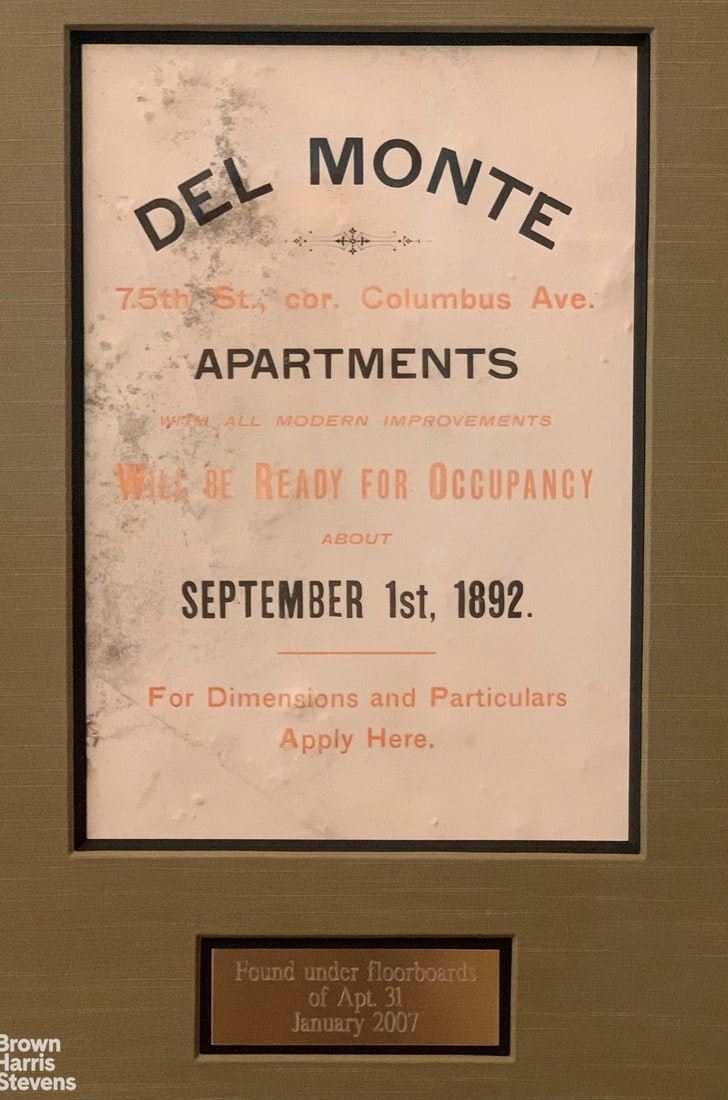 DEL MONTE
75th St., cor. Columbus Ave.
APARTMENTS
WITH ALL MODERN IMPROVEMENTS
WILL BE READY FOR OCCUPANCY
ABOUT
SEPTEMBER 1st, 1892.
For Dimensions and Particulars
Apply Here.
Found under floorboards
of Apt. 31
January 2007
Brown
Harris
Stevens